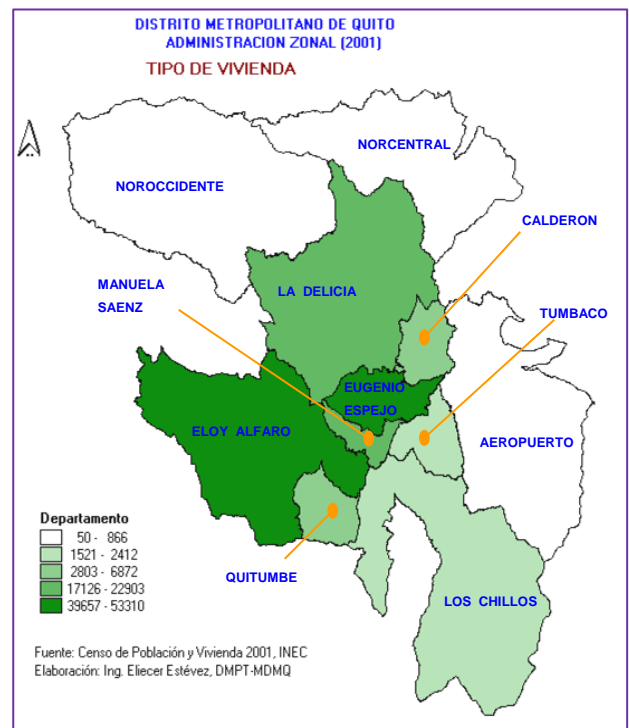 DISTRITO METROPOLITANO DE QUITO
ADMINISTRACION ZONAL (2001)
TIPO DE VIVIENDA
NORCENTRAL
NOROCCIDENTE
CALDERON
MANUELA
SAENZ
LA DELICIA
TUMBACO
EUGENIO
ESPEJO
ELOY ALFARO
AEROPUERTO
QUITUMBE
LOS CHILLOS
Departamento
50 - 866
1521 - 2412
2803 - 6872
17126 - 22903
39657 - 53310
Fuente: Censo de Población y Vivienda 2001, INEC
Elaboración: Ing. Eliecer Estévez, DMPT-MDMQ